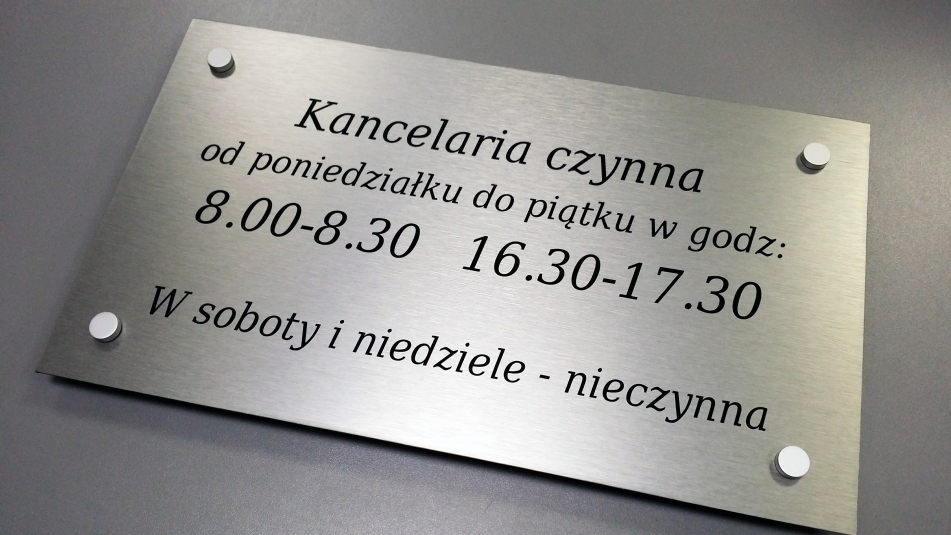 Kancelaria czynna
od poniedziałku do piątku w godz:
8.00-8.30 16.30-17.30
W soboty i niedziele - nieczynna